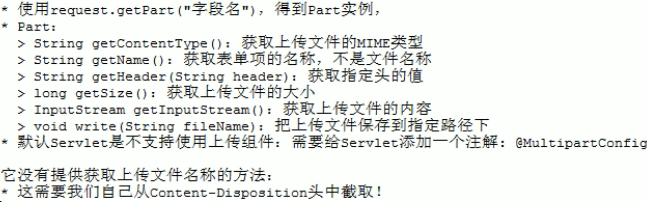 * 使用request.getPart("字段名")，得到Part实例，
* Part：
> String getContentType()：获取上传文件的MIME类型
> String getName()：获取表单项的名称，不是文件名称
> String getHeader(String header)：获取指定头的值
> long getSize()：获取上传文件的大小
> InputStream getInputStream()：获取上传文件的内容
> void write(String fileName)：把上传文件保存到指定路径下
* 默认Servlet是不支持使用上传组件：需要给Servlet添加一个注解：@MultipartConfig
它没有提供获取上传文件名称的方法：
* 这需要我们自己从Content-Disposition头中截取！